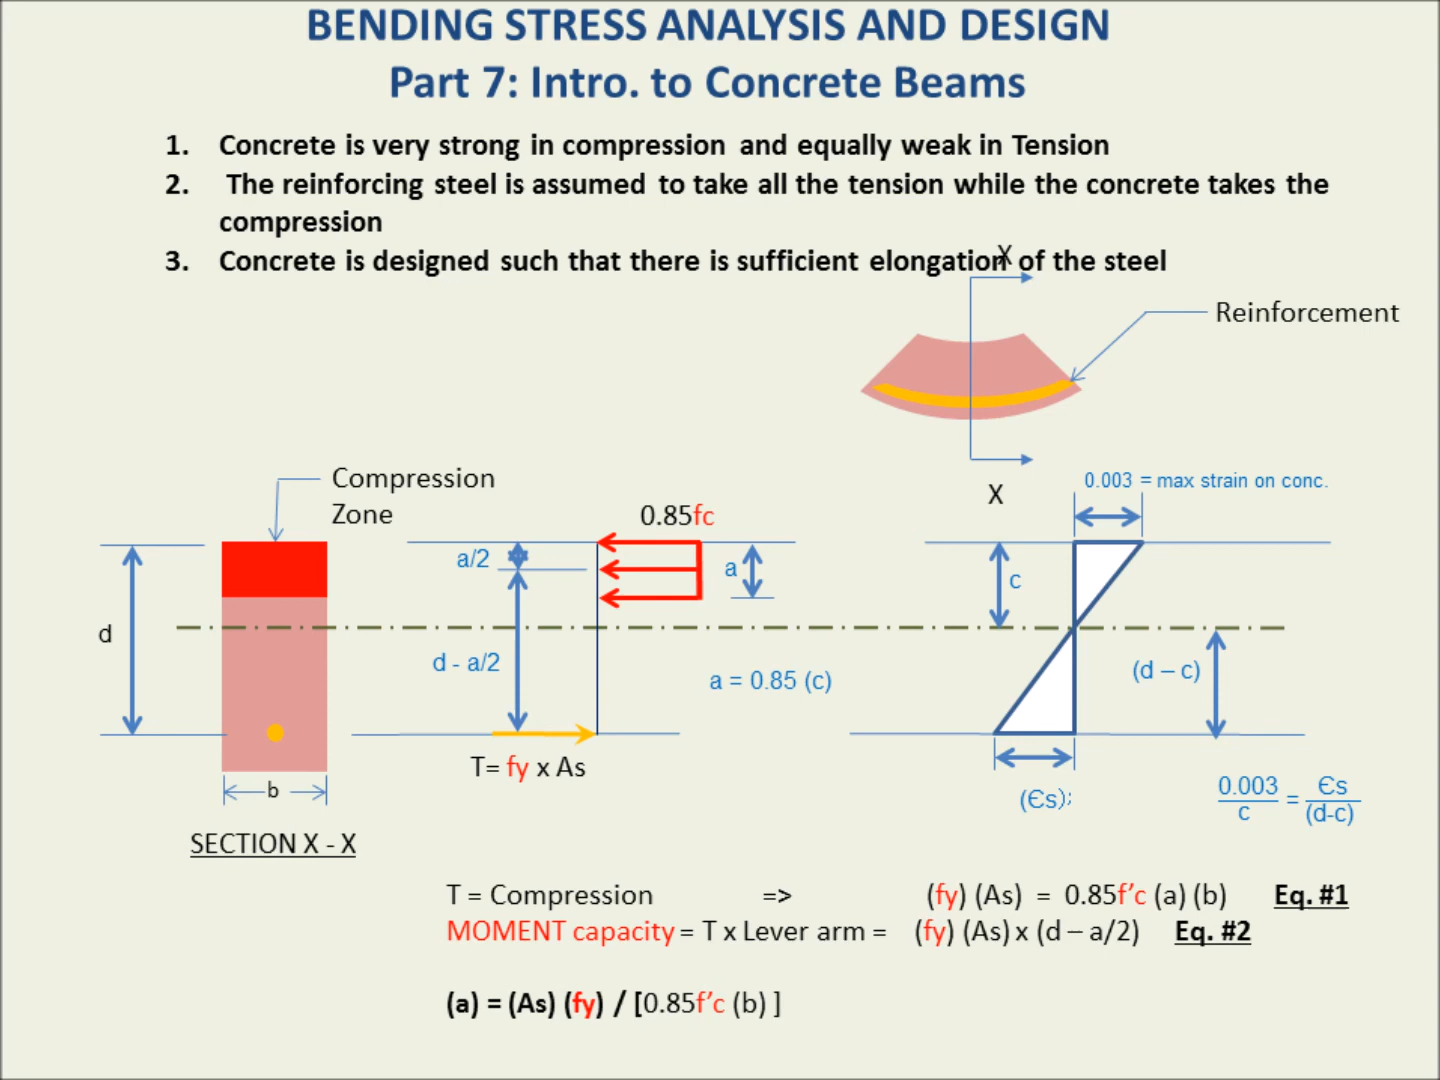 BENDING STRESS ANALYSIS AND DESIGN
Part 7: Intro. to Concrete Beams
1. Concrete is very strong in compression and equally weak in Tension
2. The reinforcing steel is assumed to take all the tension while the concrete takes the
compression
3. Concrete is designed such that there is sufficient elongation of the steel
X
Reinforcement
X
Compression
Zone
0.85fc
0.003 = max strain on conc.
a/2
a
c
d
d - a/2
a = 0.85 (c)
(d – c)
T= fy x As
b
(Єs)
0.003 / c = Єs / (d-c)
SECTION X - X
T = Compression => (fy) (As) = 0.85f’c (a) (b) Eq. #1
MOMENT capacity = T x Lever arm = (fy) (As) x (d – a/2) Eq. #2
(a) = (As) (fy) / [0.85f’c (b) ]